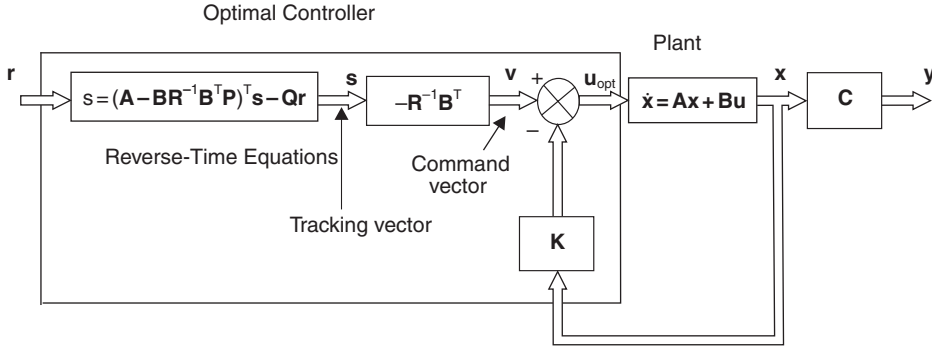 Optimal Controller
Plant
r
s = (A – BR⁻¹BᵀP)ᵀs – Qr
s
–R⁻¹Bᵀ
v
+
–
u_opt
ẋ = Ax + Bu
x
C
y
Reverse-Time Equations
Command
vector
Tracking vector
K